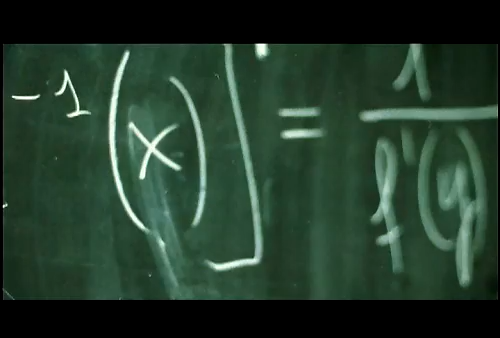 -1 (x)]' = 1/f'(y)